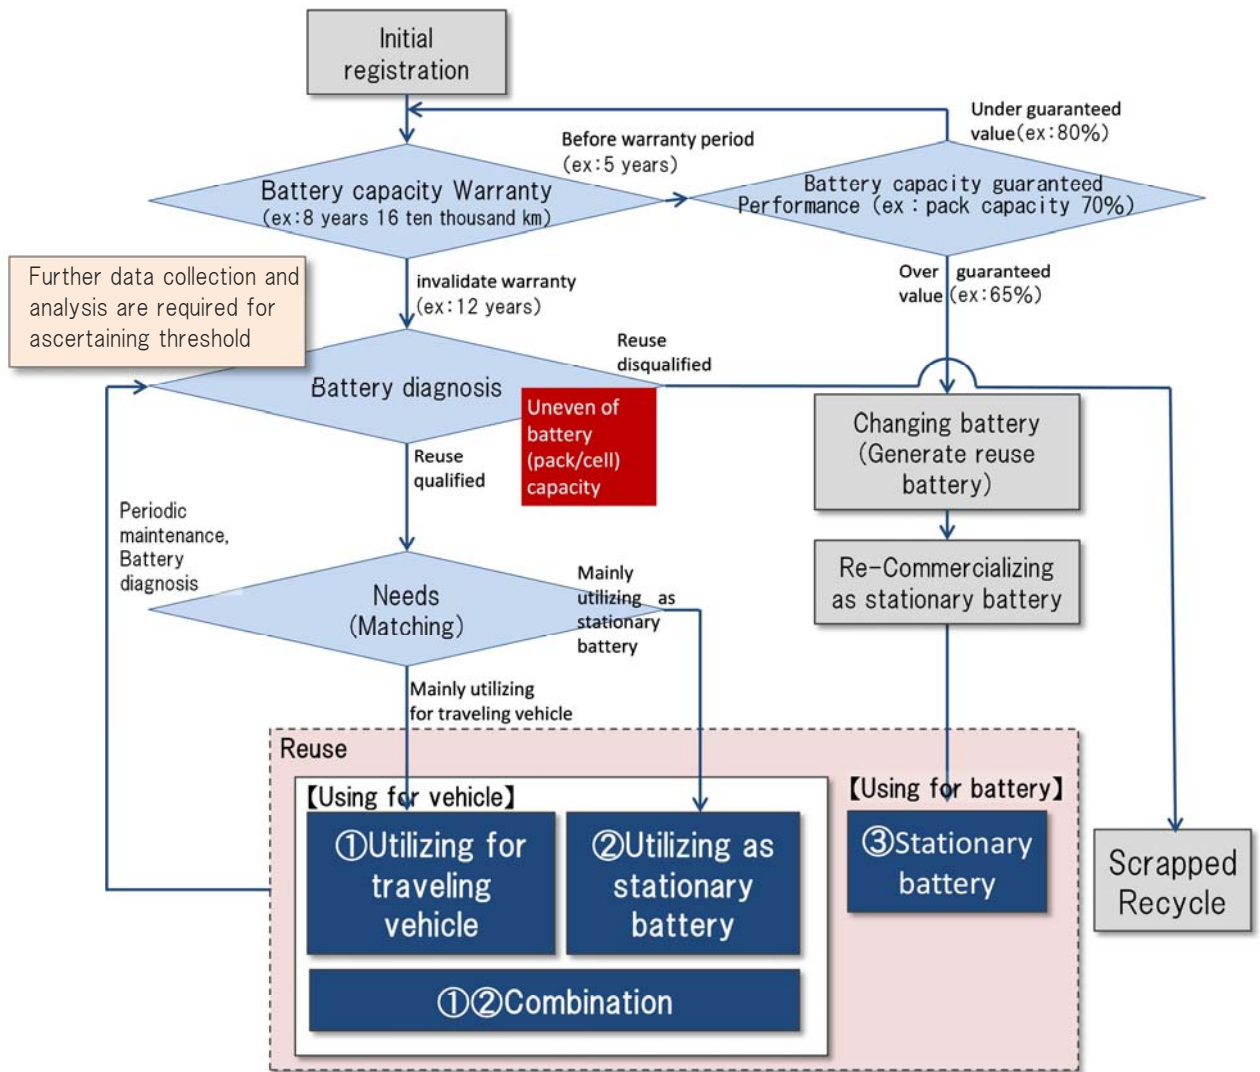 Initial
registration
Under guaranteed
value(ex:80%)
Before warranty period
(ex:5 years)
Battery capacity Warranty
(ex:8 years 16 ten thousand km)
Battery capacity guaranteed
Performance (ex : pack capacity 70%)
Further data collection and
analysis are required for
ascertaining threshold
invalidate warranty
(ex:12 years)
Over guaranteed
value (ex:65%)
Reuse
disqualified
Battery diagnosis
Uneven of
battery
(pack/cell)
capacity
Changing battery
(Generate reuse
battery)
Reuse
qualified
Periodic
maintenance,
Battery
diagnosis
Needs
(Matching)
Mainly
utilizing as
stationary
battery
Re-Commercializing
as stationary battery
Mainly utilizing
for traveling vehicle
Reuse
【Using for vehicle】
【Using for battery】
①Utilizing for
traveling
vehicle
②Utilizing as
stationary
battery
③Stationary
battery
Scrapped
Recycle
①②Combination